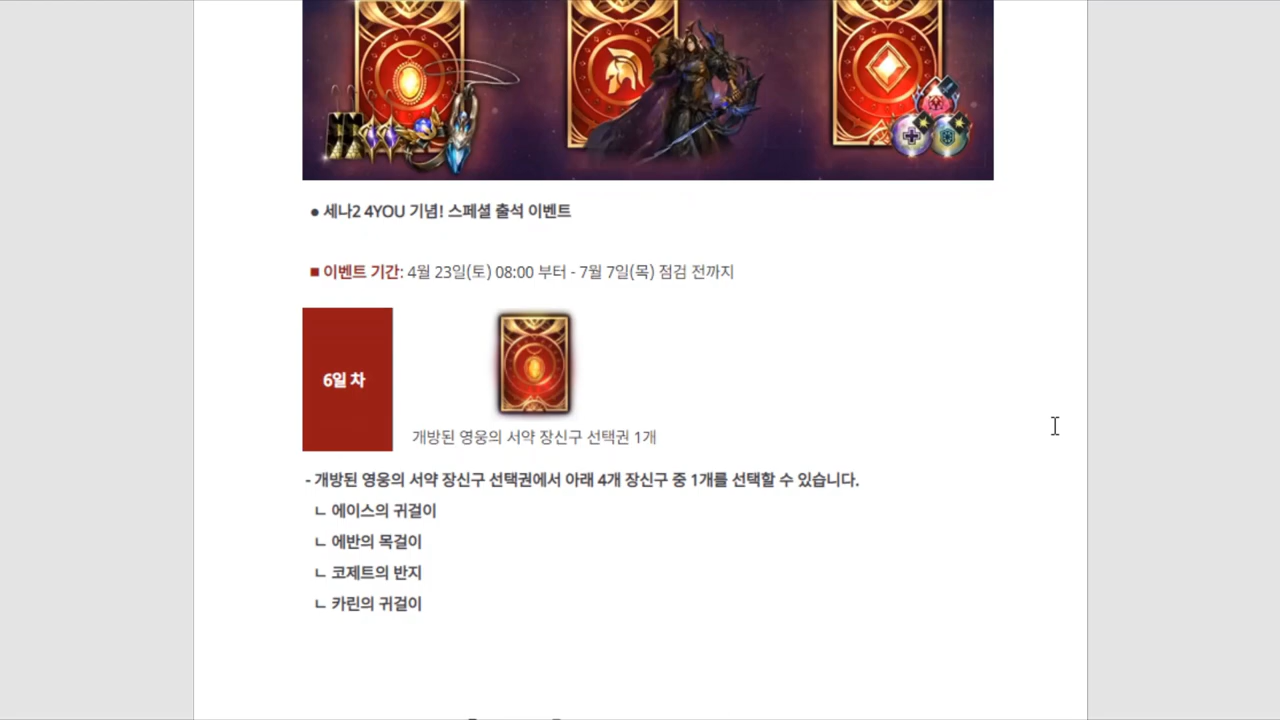 ● 세나2 4YOU 기념! 스페셜 출석 이벤트
■ 이벤트 기간: 4월 23일(토) 08:00 부터 - 7월 7일(목) 점검 전까지
6일 차
개방된 영웅의 서약 장신구 선택권 1개
- 개방된 영웅의 서약 장신구 선택권에서 아래 4개 장신구 중 1개를 선택할 수 있습니다.
ㄴ 에이스의 귀걸이
ㄴ 에반의 목걸이
ㄴ 코제트의 반지
ㄴ 카린의 귀걸이